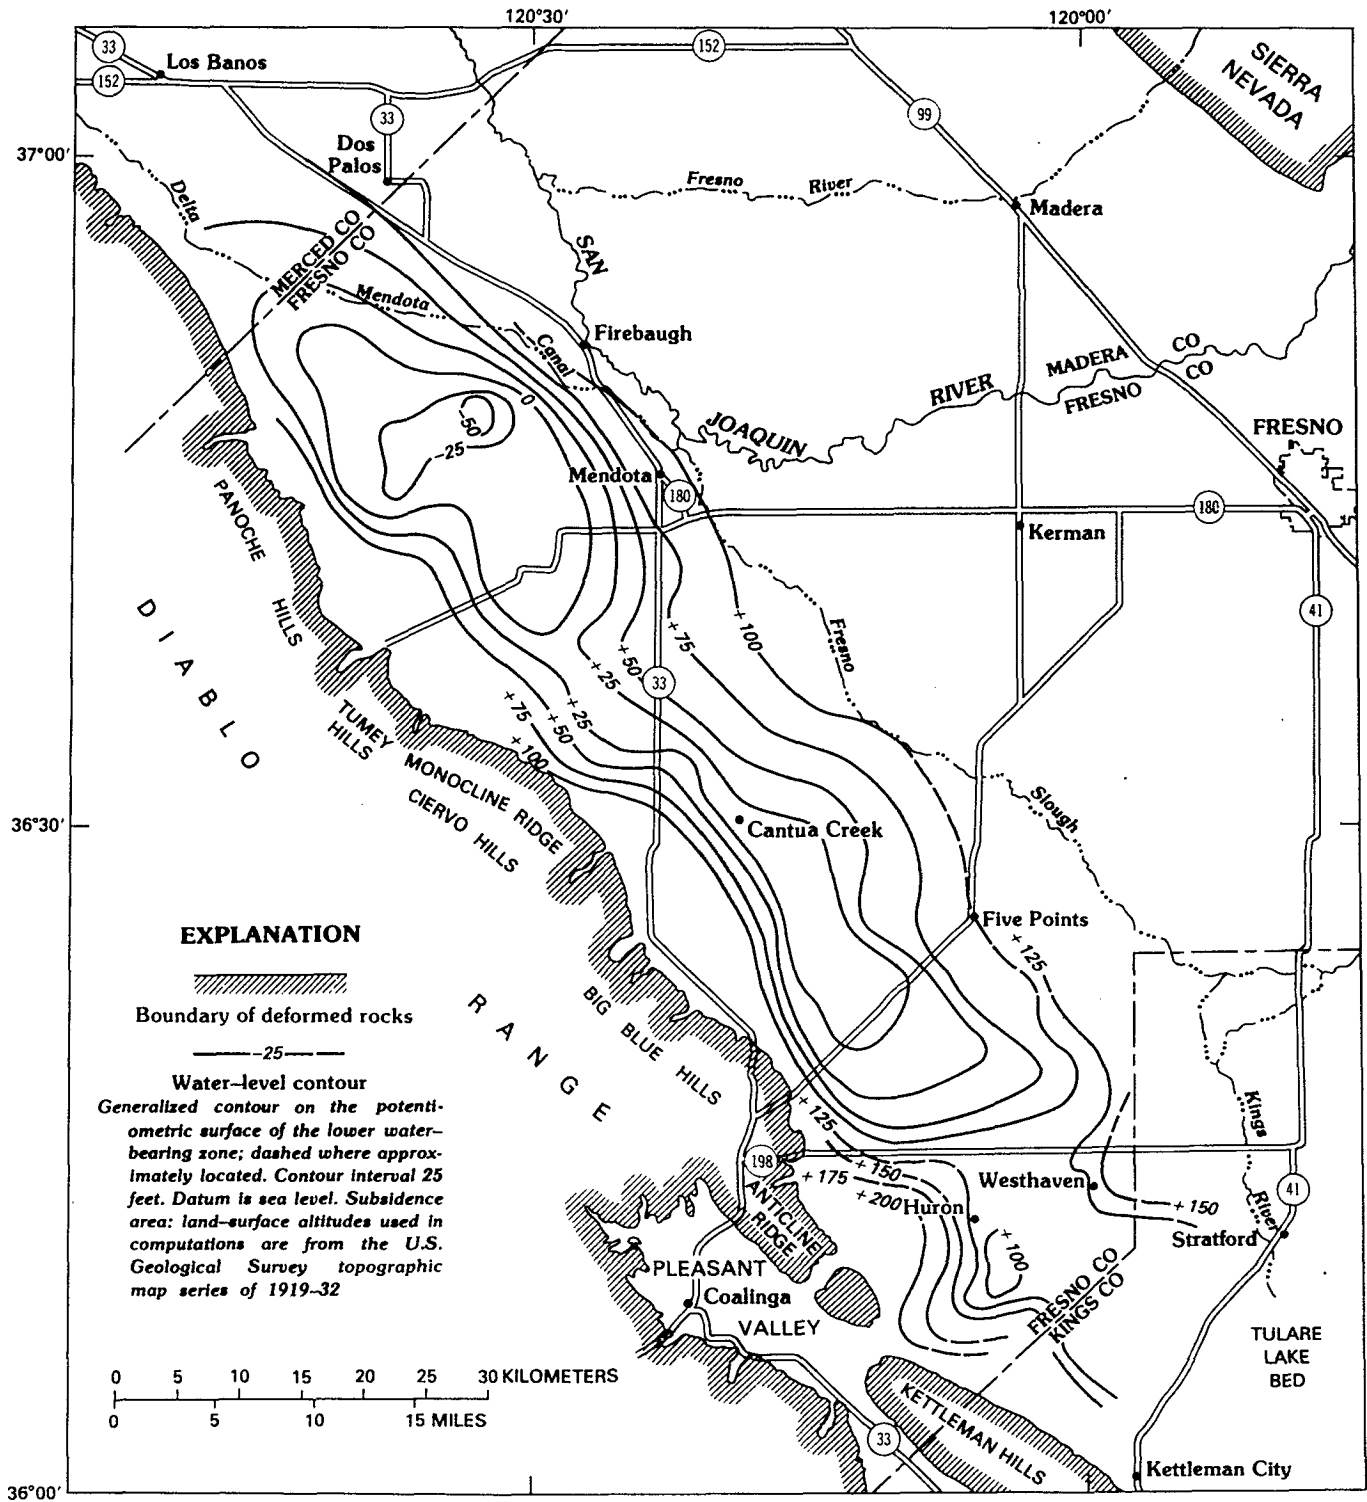 120°30'
120°00'
33
Los Banos
152
152
SIERRA
NEVADA
33
99
Dos
Palos
37°00'
Delta
Fresno River
Madera
MERCED CO
FRESNO CO
SAN
Mendota
Firebaugh
Canal
MADERA CO
FRESNO CO
RIVER
JOAQUIN
0
-50
-25
FRESNO
Mendota
180
180
Kerman
PANOCHE
HILLS
DIABLO
41
+75
+100
Fresno
+50
+25
33
+75
+50
+25
+100
TUMEY
HILLS
MONOCLINE RIDGE
CIERVO HILLS
Slough
36°30'
Cantua Creek
Five Points
+125
EXPLANATION
Boundary of deformed rocks
-25
Water-level contour
Generalized contour on the potenti-
ometric surface of the lower water-
bearing zone; dashed where approx-
imately located. Contour interval 25
feet. Datum is sea level. Subsidence
area: land-surface altitudes used in
computations are from the U.S.
Geological Survey topographic
map series of 1919-32
RANGE
BIG BLUE HILLS
Kings
River
+125
198
+150
+175
+200
Westhaven
41
+150
Huron
Stratford
ANTICLINE
RIDGE
+100
PLEASANT
VALLEY
Coalinga
FRESNO CO
KINGS CO
TULARE
LAKE
BED
0 5 10 15 20 25 30 KILOMETERS
0 5 10 15 MILES
KETTLEMAN HILLS
33
Kettleman City
36°00'